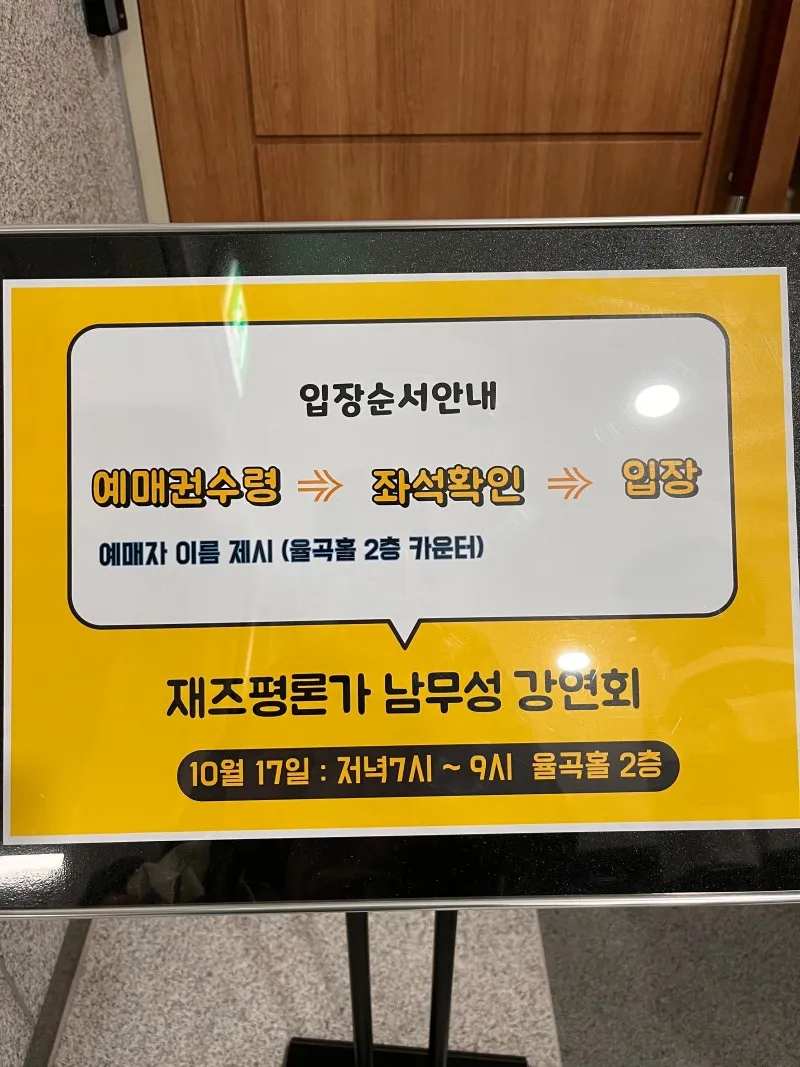 입장순서안내
예매권수령 ➾ 좌석확인 ➾ 입장
예매자 이름 제시 (율곡홀 2층 카운터)
재즈평론가 남무성 강연회
10월 17일 : 저녁7시 ~ 9시 율곡홀 2층